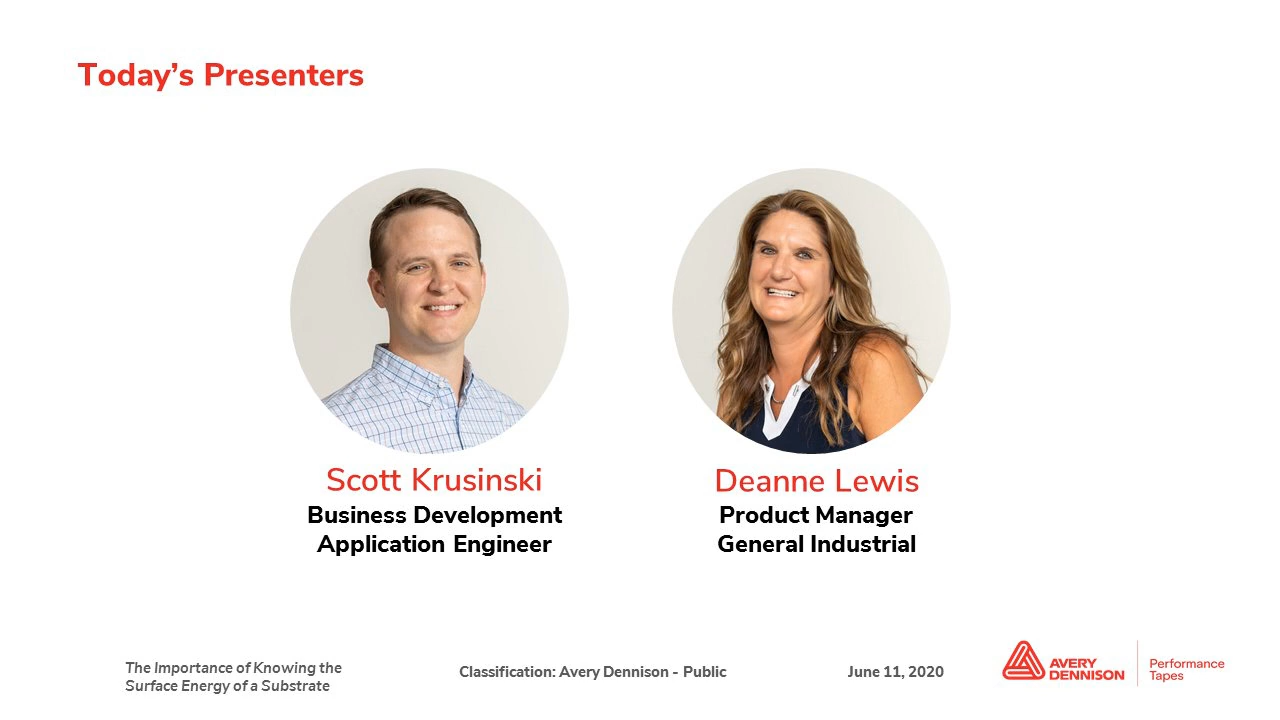 Today’s Presenters
Scott Krusinski
Business Development
Application Engineer
Deanne Lewis
Product Manager
General Industrial
The Importance of Knowing the
Surface Energy of a Substrate
Classification: Avery Dennison - Public
June 11, 2020
AVERY
DENNISON
Performance
Tapes